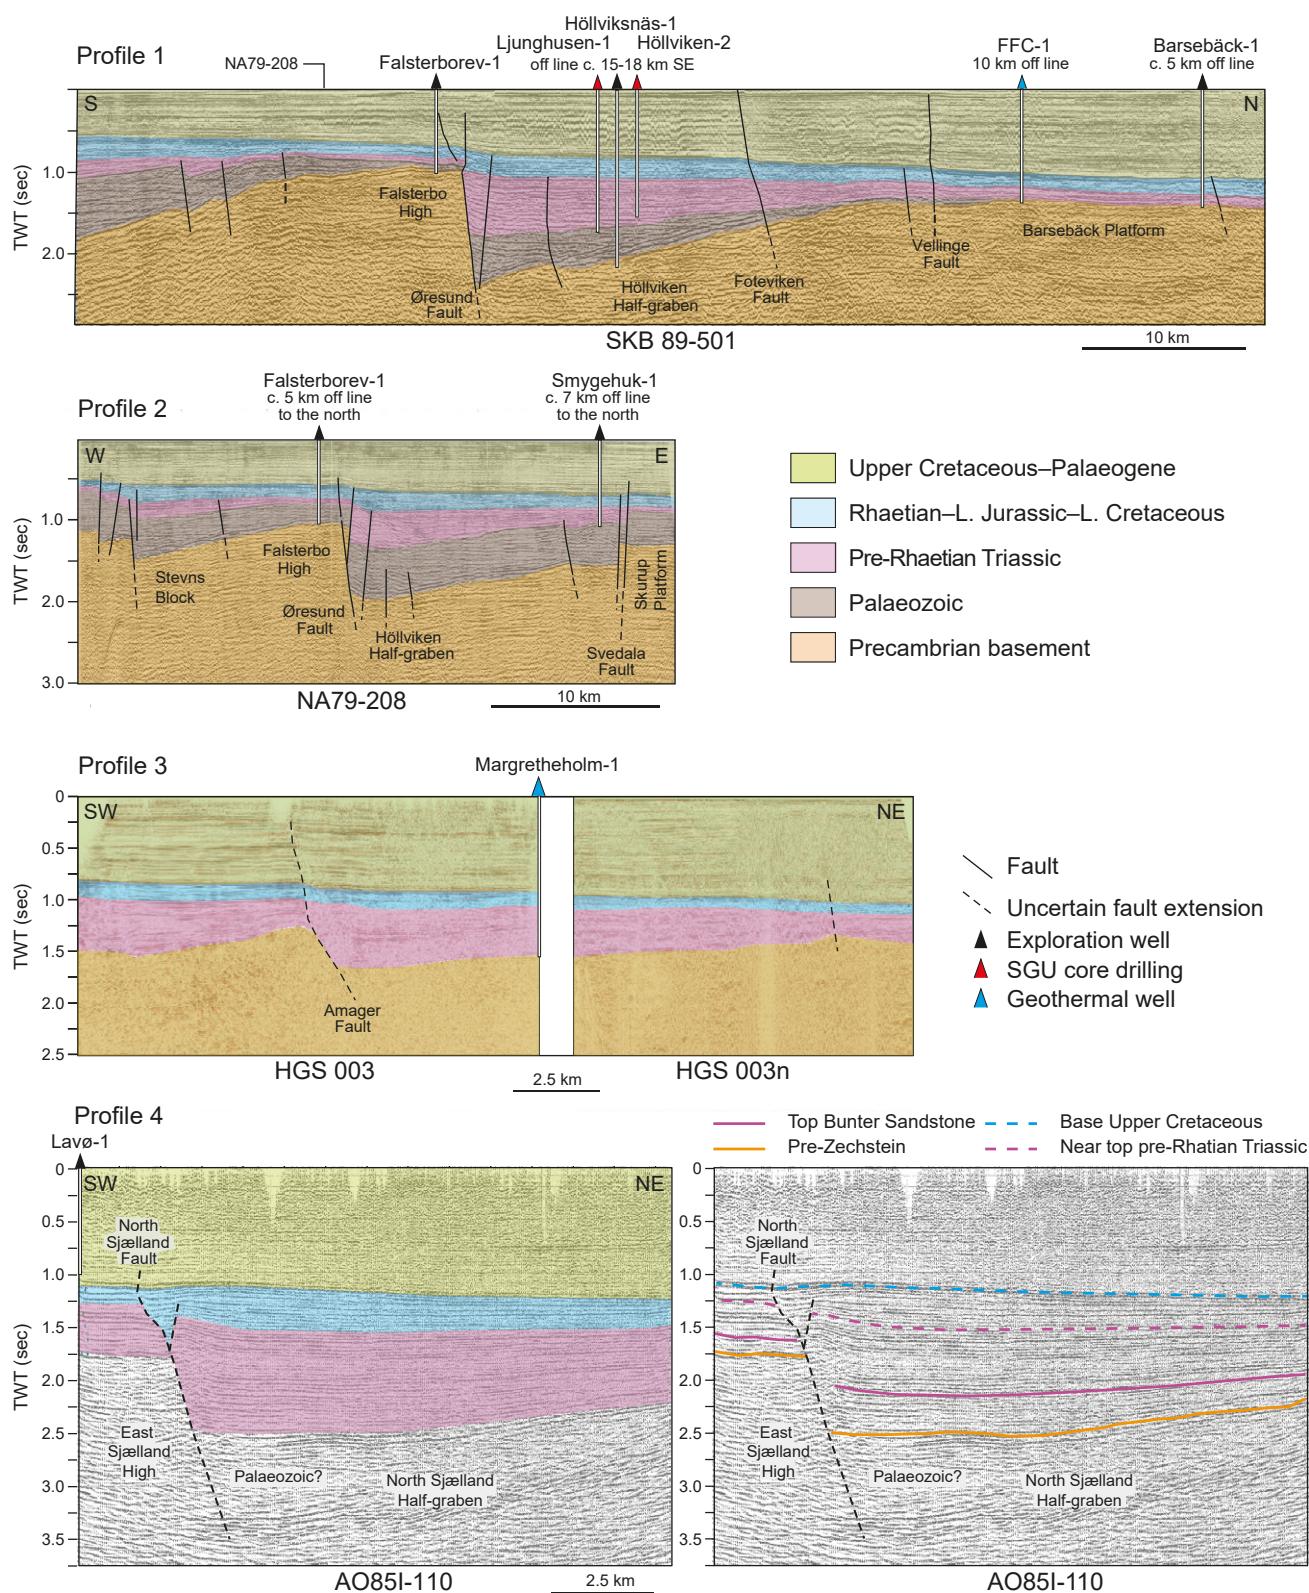 Profile 1
NA79-208
Falsterborev-1
Höllviksnäs-1
Ljunghusen-1
Höllviken-2
off line c. 15-18 km SE
FFC-1
10 km off line
Barsebäck-1
c. 5 km off line
S
N
TWT (sec)
1.0
2.0
Falsterbo
High
Øresund
Fault
Höllviken
Half-graben
Foteviken
Fault
Vellinge
Fault
Barsebäck Platform
SKB 89-501
10 km
Profile 2
Falsterborev-1
c. 5 km off line
to the north
Smygehuk-1
c. 7 km off line
to the north
W
E
TWT (sec)
1.0
2.0
3.0
Stevns
Block
Falsterbo
High
Øresund
Fault
Höllviken
Half-graben
Svedala
Fault
Skurup
Platform
NA79-208
10 km
Upper Cretaceous–Palaeogene
Rhaetian–L. Jurassic–L. Cretaceous
Pre-Rhaetian Triassic
Palaeozoic
Precambrian basement
Profile 3
Margretheholm-1
SW
NE
TWT (sec)
0
0.5
1.0
1.5
2.0
2.5
Amager
Fault
HGS 003
2.5 km
HGS 003n
Fault
Uncertain fault extension
Exploration well
SGU core drilling
Geothermal well
Profile 4
Lavø-1
SW
NE
TWT (sec)
0
0.5
1.0
1.5
2.0
2.5
3.0
3.5
North
Sjælland
Fault
East
Sjælland
High
Palaeozoic?
North Sjælland
Half-graben
AO85I-110
2.5 km
Top Bunter Sandstone
Base Upper Cretaceous
Pre-Zechstein
Near top pre-Rhatian Triassic
0
0.5
1.0
1.5
2.0
2.5
3.0
3.5
North
Sjælland
Fault
East
Sjælland
High
Palaeozoic?
North Sjælland
Half-graben
AO85I-110